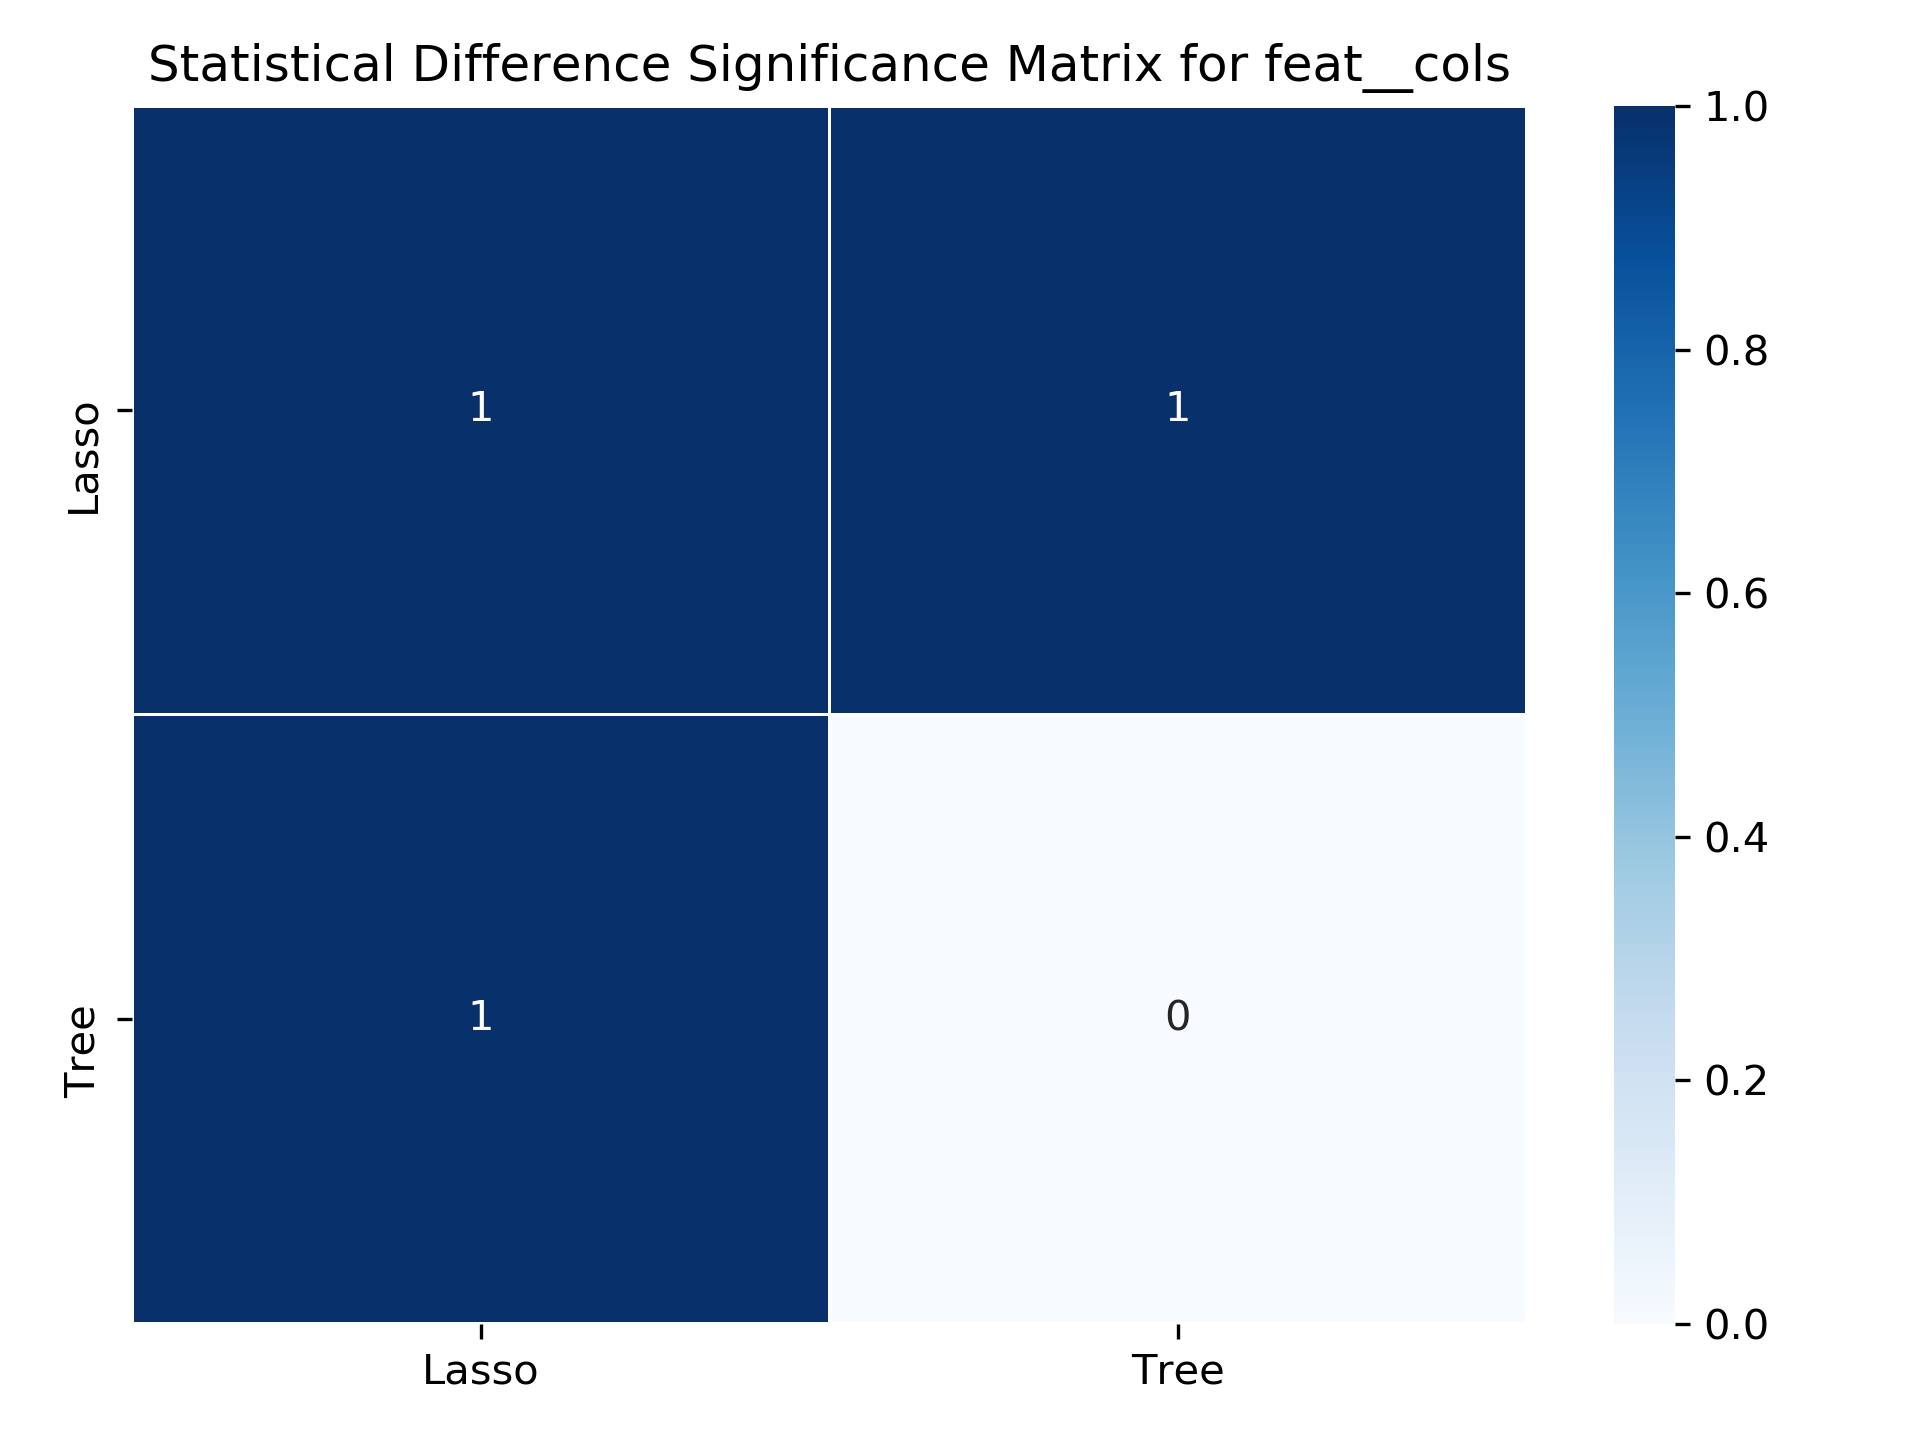 Statistical Difference Significance Matrix for feat__cols
1.0
0.8
0.6
0.4
0.2
0.0
Lasso
1
1
Tree
1
0
Lasso
Tree